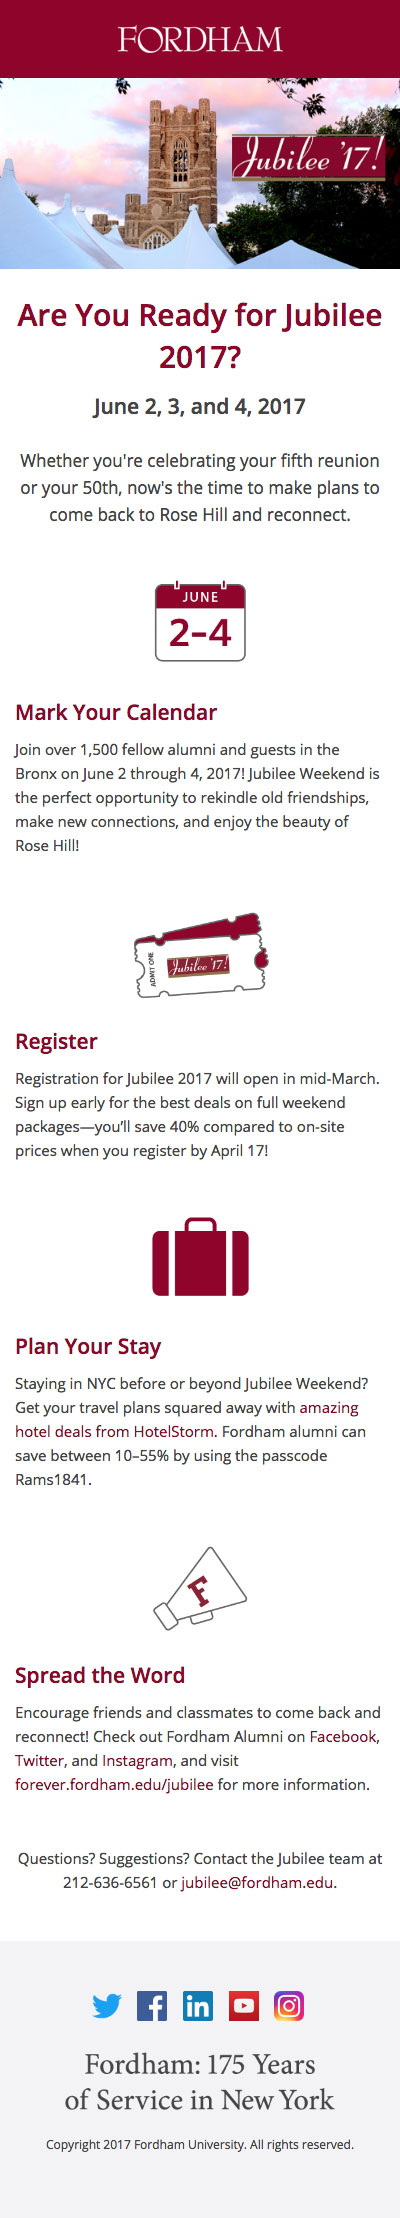 FORDHAM
Jubilee '17!
Are You Ready for Jubilee
2017?
June 2, 3, and 4, 2017
Whether you're celebrating your fifth reunion
or your 50th, now's the time to make plans to
come back to Rose Hill and reconnect.
JUNE
2–4
Mark Your Calendar
Join over 1,500 fellow alumni and guests in the
Bronx on June 2 through 4, 2017! Jubilee Weekend is
the perfect opportunity to rekindle old friendships,
make new connections, and enjoy the beauty of
Rose Hill!
ADMIT ONE
Jubilee '17!
Register
Registration for Jubilee 2017 will open in mid-March.
Sign up early for the best deals on full weekend
packages—you’ll save 40% compared to on-site
prices when you register by April 17!
Plan Your Stay
Staying in NYC before or beyond Jubilee Weekend?
Get your travel plans squared away with amazing
hotel deals from HotelStorm. Fordham alumni can
save between 10–55% by using the passcode
Rams1841.
F
Spread the Word
Encourage friends and classmates to come back and
reconnect! Check out Fordham Alumni on Facebook,
Twitter, and Instagram, and visit
forever.fordham.edu/jubilee for more information.
Questions? Suggestions? Contact the Jubilee team at
212-636-6561 or jubilee@fordham.edu.
Fordham: 175 Years
of Service in New York
Copyright 2017 Fordham University. All rights reserved.